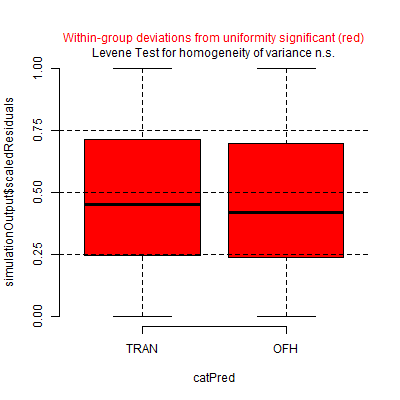 Within-group deviations from uniformity significant (red)
Levene Test for homogeneity of variance n.s.
simulationOutput$scaledResiduals
1.00
0.75
0.50
0.25
0.00
TRAN OFH
catPred